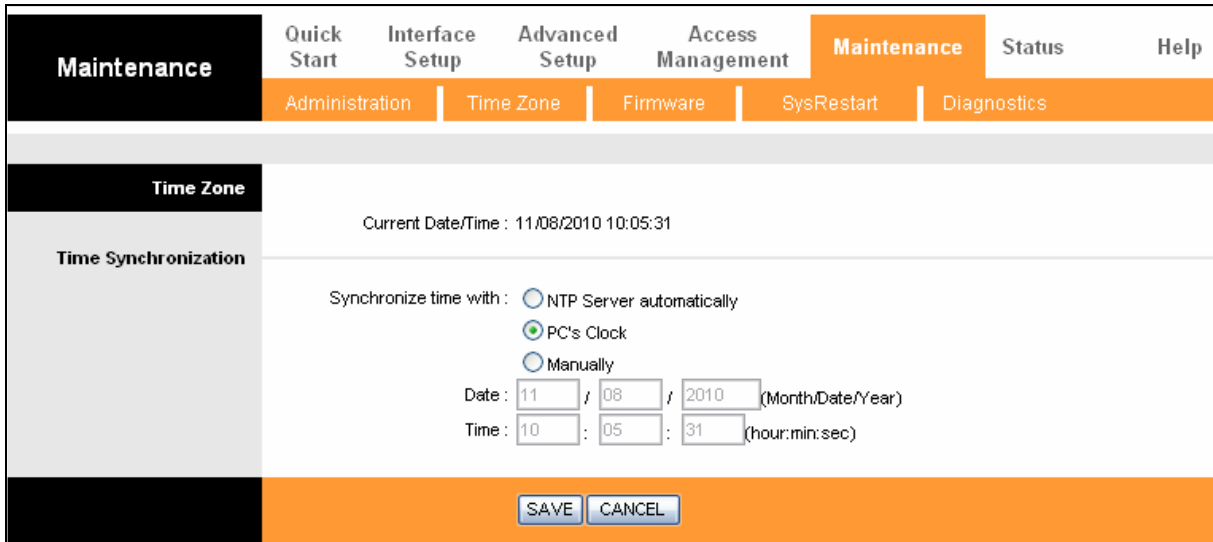 Maintenance
Quick Start
Interface Setup
Advanced Setup
Access Management
Maintenance
Status
Help
Administration
Time Zone
Firmware
SysRestart
Diagnostics
Time Zone
Current Date/Time : 11/08/2010 10:05:31
Time Synchronization
Synchronize time with : NTP Server automatically
PC's Clock
Manually
Date : 11 / 08 / 2010 (Month/Date/Year)
Time : 10 : 05 : 31 (hour:min:sec)
SAVE CANCEL